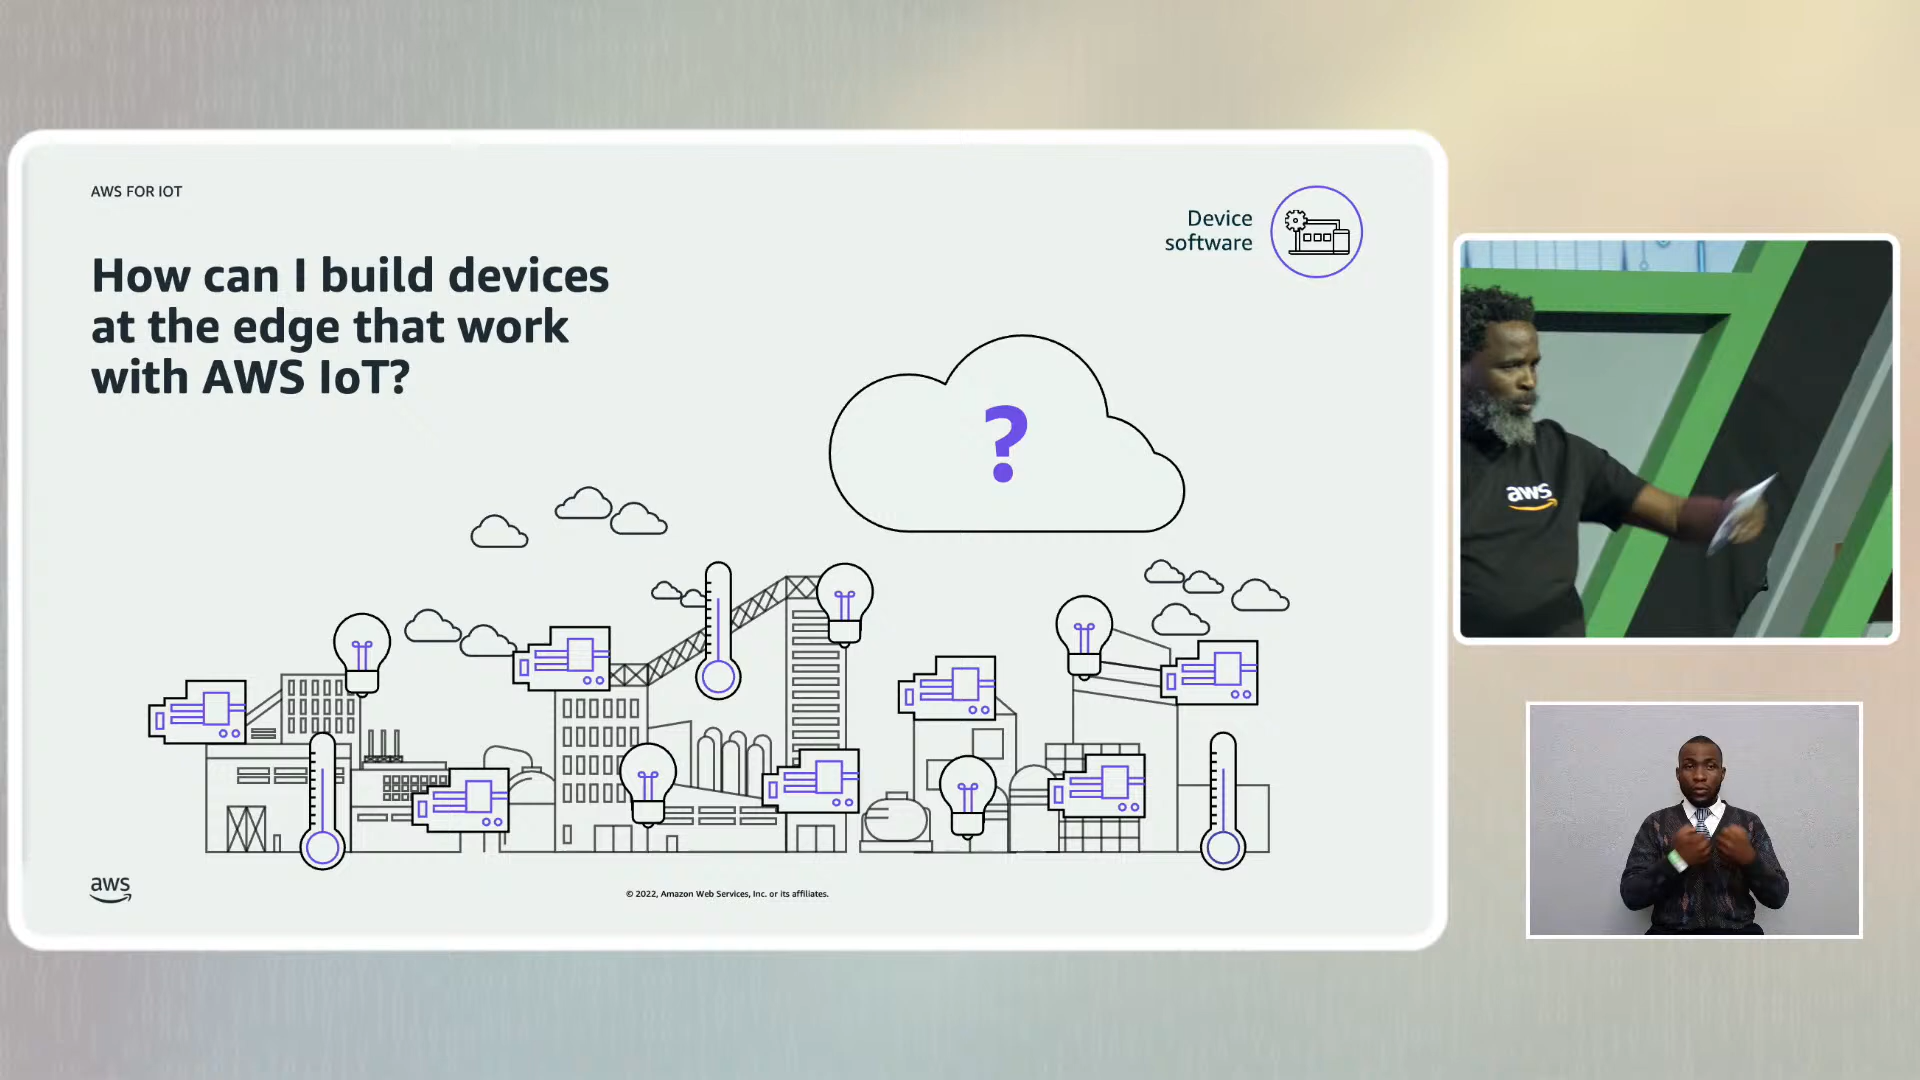 AWS FOR IOT
Device
software
How can I build devices
at the edge that work
with AWS IoT?
?
aws
aws
© 2022, Amazon Web Services, Inc. or its affiliates.